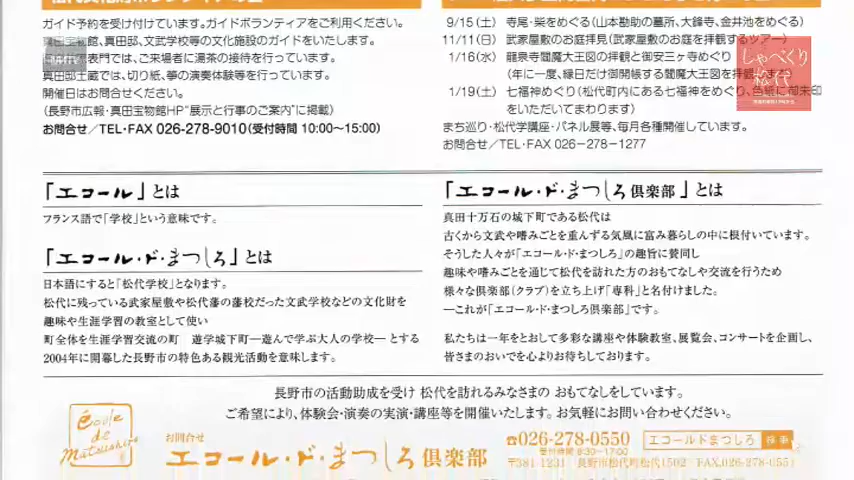 ガイド予約を受け付けています。ガイドボランティアをご利用ください。
真田宝物館、真田邸、文武学校等の文化施設のガイドをいたします。
表門では、ご来場者に湯茶の接待を行っています。
真田邸土蔵では、切り紙、箏の演奏体験等を行っています。
開催日はお問合せください。
(長野市広報・真田宝物館HP"展示と行事のご案内"に掲載)
お問合せ/TEL・FAX 026-278-9010(受付時間 10:00〜15:00)
9/15(土) 寺尾・柴をめぐる(山本勘助の墓所、大鋒寺、金井池をめぐる)
11/11(日) 武家屋敷のお庭拝見(武家屋敷のお庭を拝観するツアー)
1/16(水) 龍泉寺閻魔大王図の拝観と御安三ヶ寺めぐり
(年に一度、縁日だけ御開帳する閻魔大王図を拝観
1/19(土) 七福神めぐり(松代町内にある七福神をめぐり、色紙に御朱印
をいただいてまわります)
まち巡り・松代学講座・パネル展等、毎月各種開催しています。
お問合せ/TEL・FAX 026-278-1277
しゃべくり
松代
「エコール」とは
フランス語で「学校」という意味です。
「エコール・ド・まつしろ」とは
日本語にすると「松代学校」となります。
松代に残っている武家屋敷や松代藩の藩校だった文武学校などの文化財を
趣味や生涯学習の教室として使い
町全体を生涯学習交流の町 遊学城下町―遊んで学ぶ大人の学校―とする
2004年に開幕した長野市の特色ある観光活動を意味します。
「エコール・ド・まつしろ倶楽部」とは
真田十万石の城下町である松代は
古くから文武や嗜みごとを重んずる気風に富み暮らしの中に根付いています。
そうした人々が「エコール・ド・まつしろ」の趣旨に賛同し
趣味や嗜みごとを通じて松代を訪れた方のおもてなしや交流を行うため
様々な倶楽部(クラブ)を立ち上げ「専科」と名付けました。
―これが「エコール・ド・まつしろ倶楽部」です。
私たちは一年をとおして多彩な講座や体験教室、展覧会、コンサートを企画し、
皆さまのおいでを心よりお待ちしております。
長野市の活動助成を受け 松代を訪れるみなさまの おもてなしをしています。
ご希望により、体験会・演奏の実演・講座等を開催いたします。お気軽にお問い合わせください。
école
de
Matsushiro
お問合せ
エコール・ド・まつしろ倶楽部
☎026-278-0550
受付時間 8:30〜17:00
エコールドまつしろ 検索
〒381-1231 長野市松代町松代1502 FAX.026-278-055